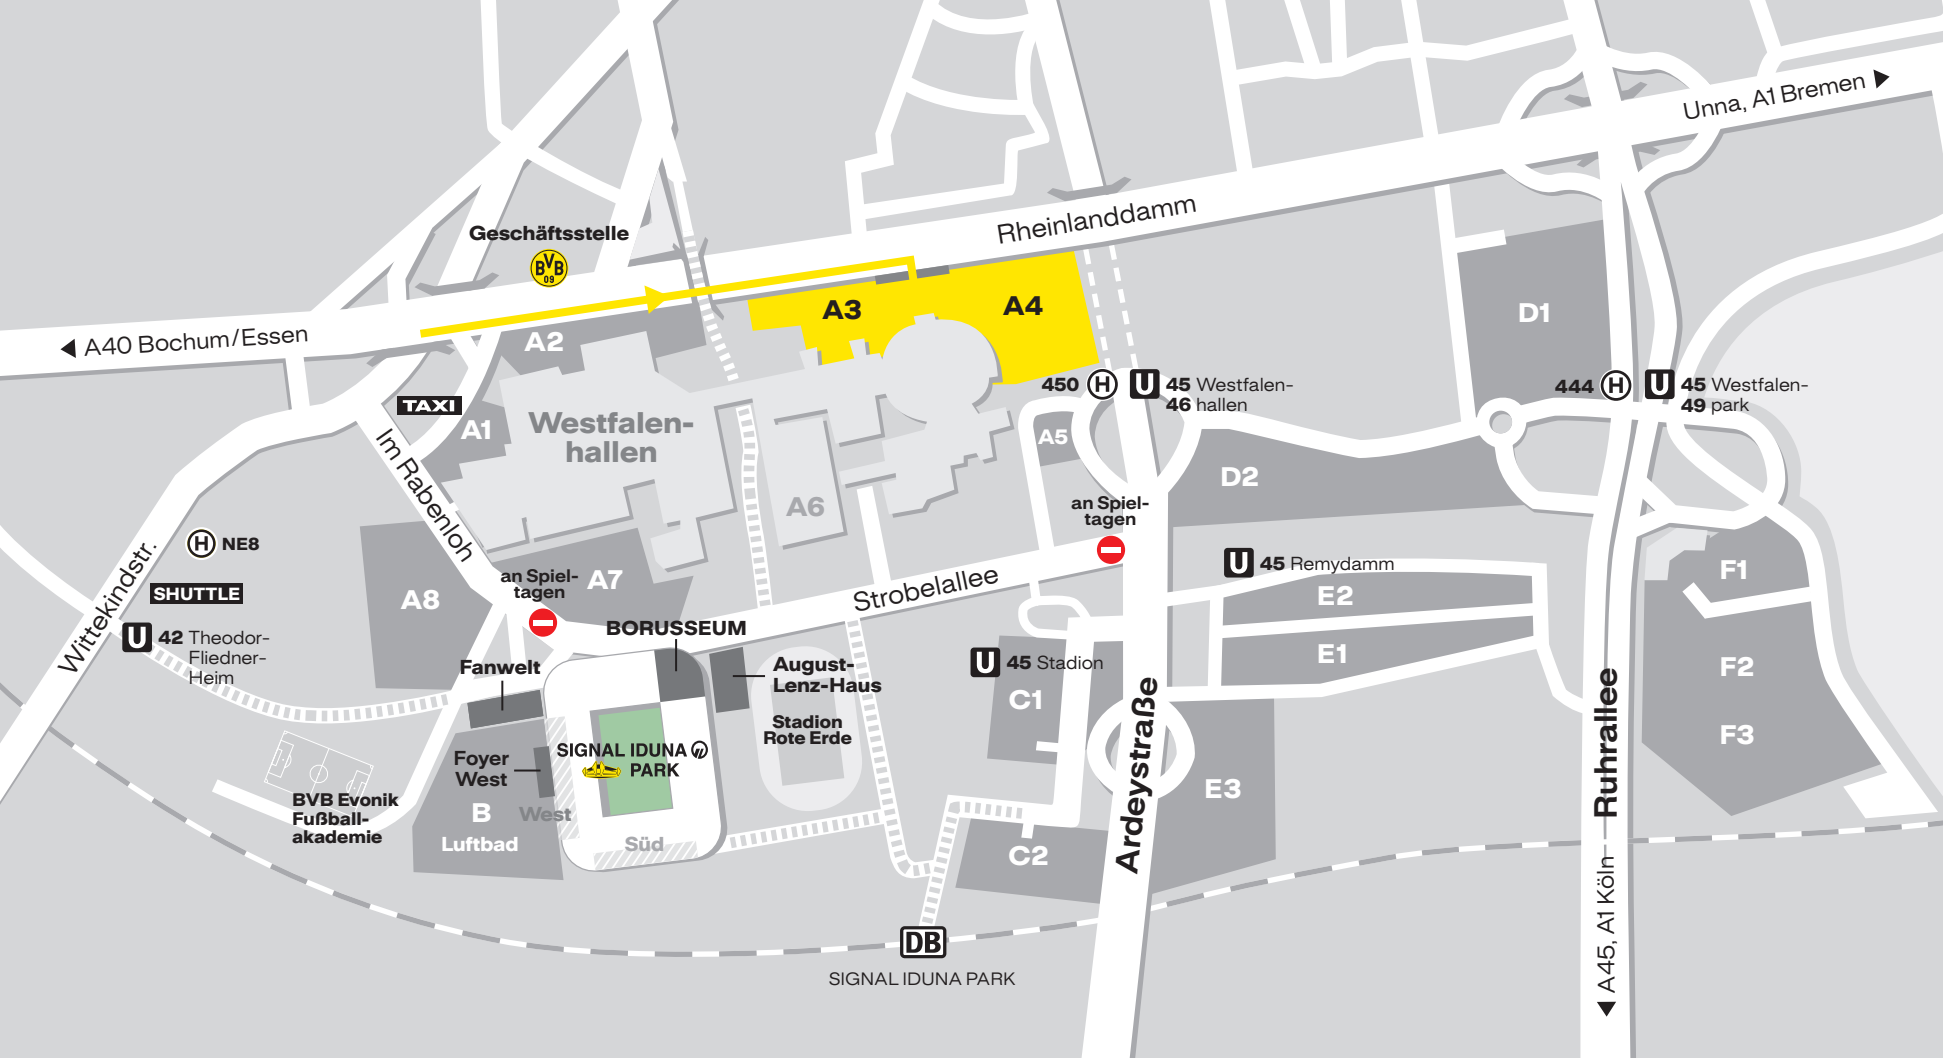 Unna, A1 Bremen
Rheinlanddamm
Geschäftsstelle
BVB
09
A40 Bochum/Essen
A2
A3
A4
D1
TAXI
A1
Westfalen-
hallen
450 H U 45 Westfalen-
46 hallen
444 H U 45 Westfalen-
49 park
A5
Im Rabenloh
A6
D2
an Spiel-
tagen
H NE8
Wittekindstr.
SHUTTLE
A8
an Spiel-
tagen
A7
Strobelallee
U 45 Remydamm
E2
E1
F1
U 42 Theodor-
Fliedner-
Heim
BORUSSEUM
Fanwelt
August-
Lenz-Haus
U 45 Stadion
C1
F2
F3
Stadion
Rote Erde
Foyer
West
SIGNAL IDUNA
PARK
Ardeystraße
Ruhrallee
E3
BVB Evonik
Fußball-
akademie
B
Luftbad
West
Süd
C2
DB
SIGNAL IDUNA PARK
A45, A1 Köln